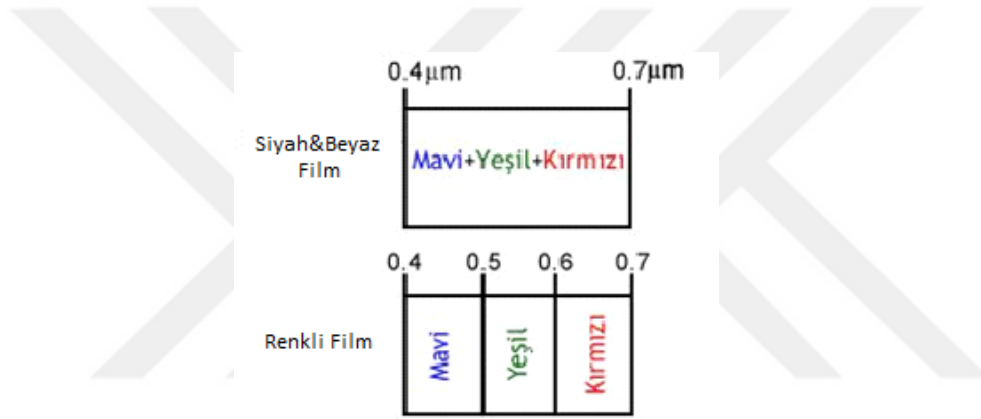 0.4µm 0.7µm
Siyah&Beyaz
Film
Mavi+Yeşil+Kırmızı
0.4 0.5 0.6 0.7
Renkli Film
Mavi
Yeşil
Kırmızı